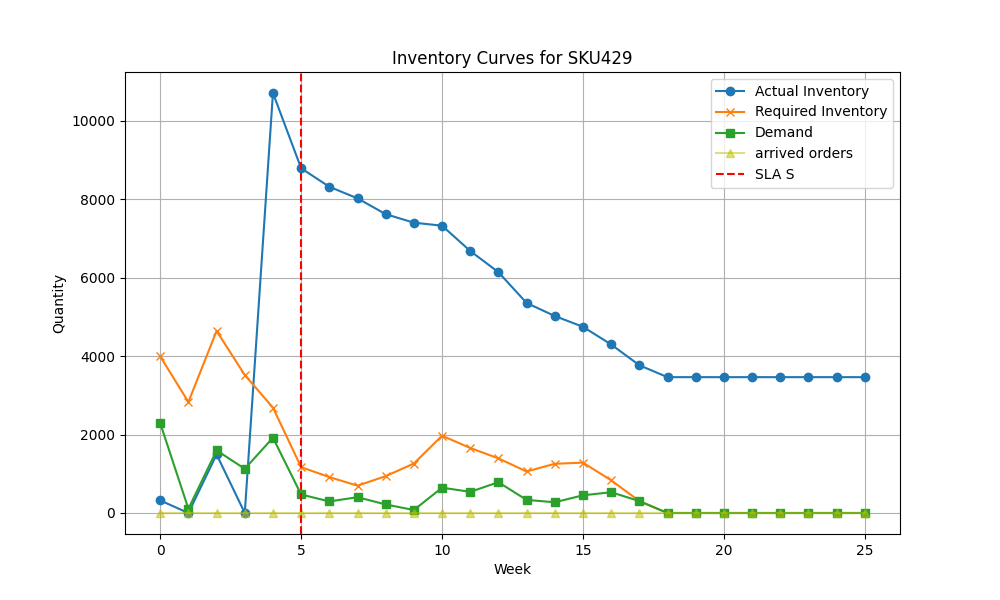 Inventory Curves for SKU429
Actual Inventory
Required Inventory
Demand
arrived orders
SLA S
Quantity
10000
8000
6000
4000
2000
0
0 5 10 15 20 25
Week